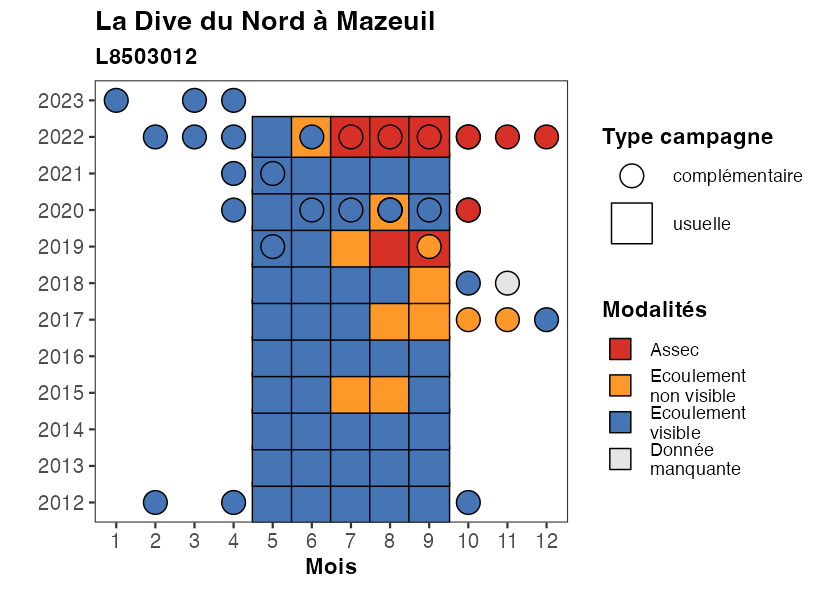 La Dive du Nord à Mazeuil
L8503012
2023
2022
2021
2020
2019
2018
2017
2016
2015
2014
2013
2012
1 2 3 4 5 6 7 8 9 10 11 12
Mois
Type campagne
complémentaire
usuelle
Modalités
Assec
Ecoulement
non visible
Ecoulement
visible
Donnée
manquante